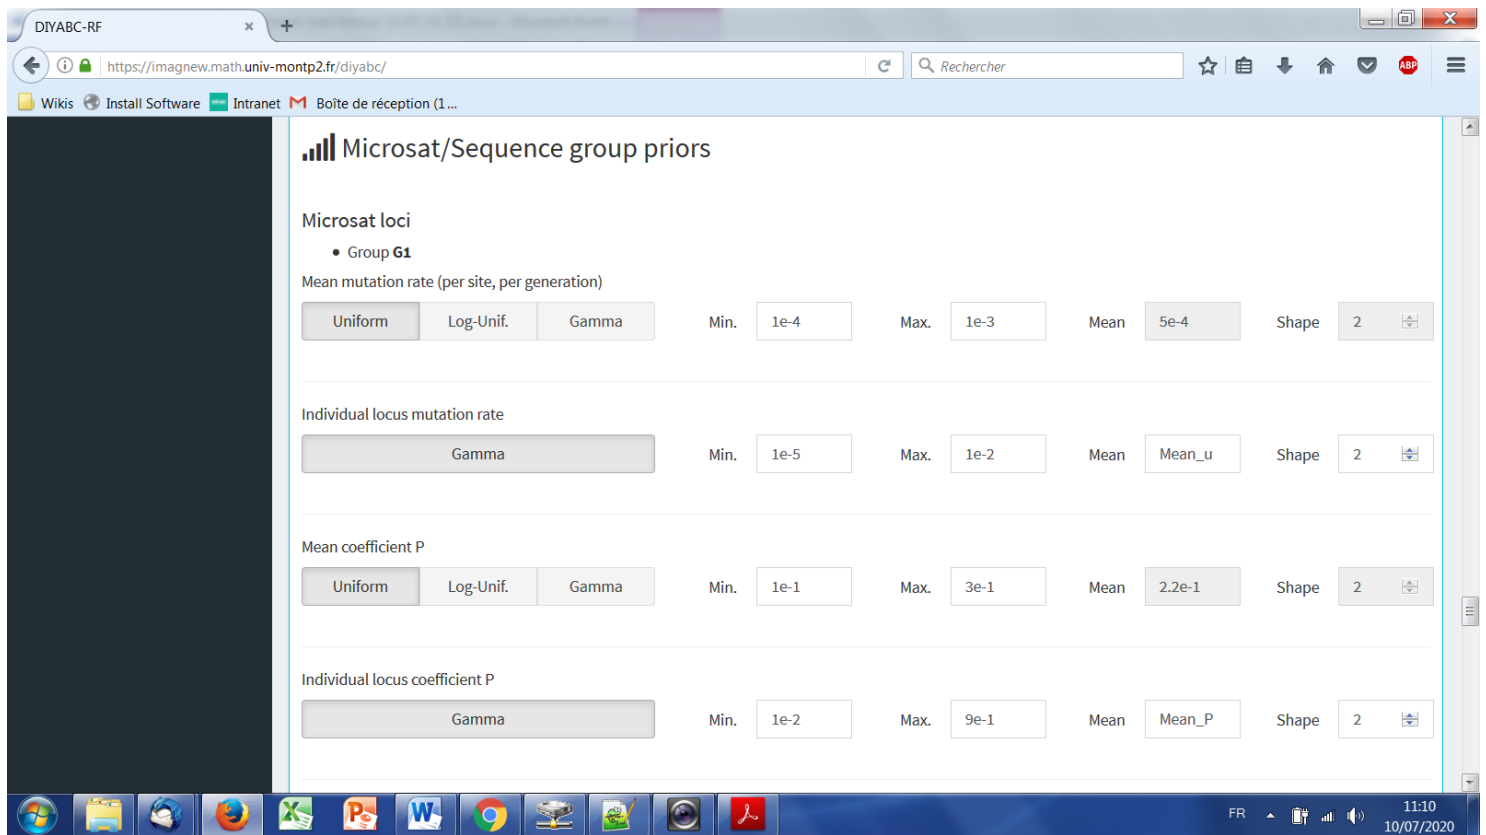 DIYABC-RF
https://imagnew.math.univ-montp2.fr/diyabc/
Rechercher
ABP
Wikis Install Software Intranet Boîte de réception (1...
Microsat/Sequence group priors
Microsat loci
• Group G1
Mean mutation rate (per site, per generation)
Uniform Log-Unif. Gamma Min. 1e-4 Max. 1e-3 Mean 5e-4 Shape 2
Individual locus mutation rate
Gamma Min. 1e-5 Max. 1e-2 Mean Mean_u Shape 2
Mean coefficient P
Uniform Log-Unif. Gamma Min. 1e-1 Max. 3e-1 Mean 2.2e-1 Shape 2
Individual locus coefficient P
Gamma Min. 1e-2 Max. 9e-1 Mean Mean_P Shape 2
FR 11:10
10/07/2020